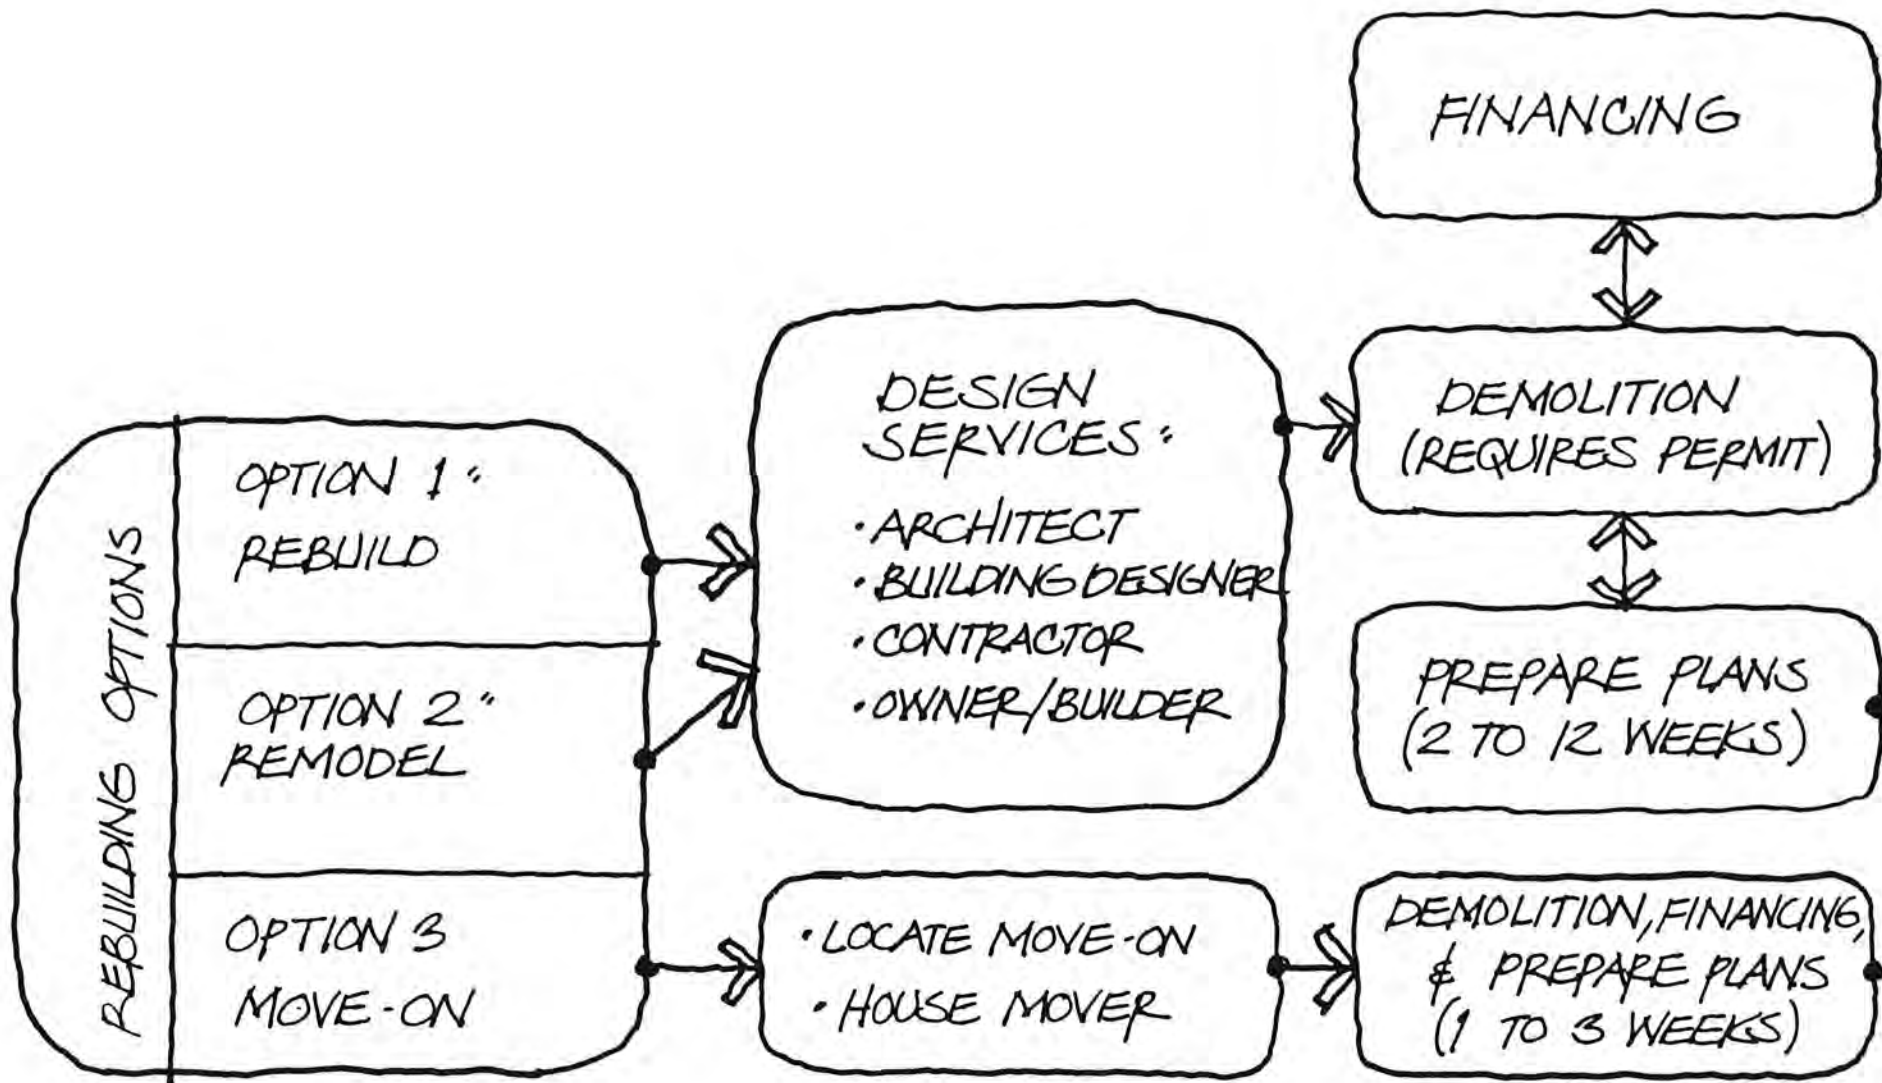 REBUILDING OPTIONS
OPTION 1:
REBUILD
OPTION 2:
REMODEL
OPTION 3
MOVE-ON
DESIGN
SERVICES:
• ARCHITECT
• BUILDING DESIGNER
• CONTRACTOR
• OWNER/BUILDER
• LOCATE MOVE-ON
• HOUSE MOVER
FINANCING
DEMOLITION
(REQUIRES PERMIT)
PREPARE PLANS
(2 TO 12 WEEKS)
DEMOLITION, FINANCING,
& PREPARE PLANS
(1 TO 3 WEEKS)